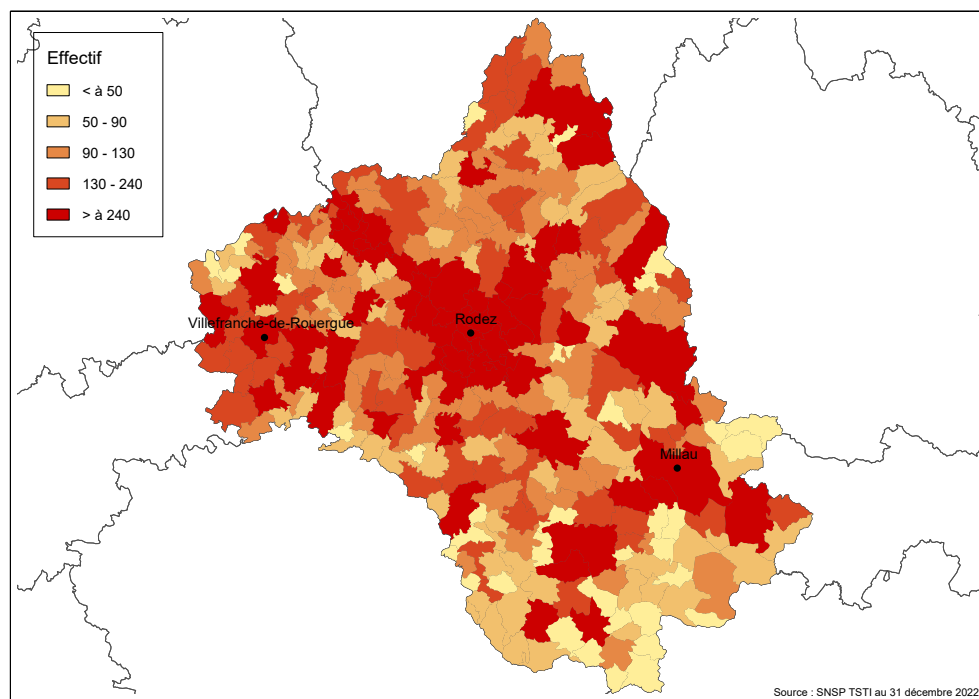 Effectif
< à 50
50 - 90
90 - 130
130 - 240
> à 240
Villefranche-de-Rouergue
Rodez
Millau
Source : SNSP TSTI au 31 décembre 2022